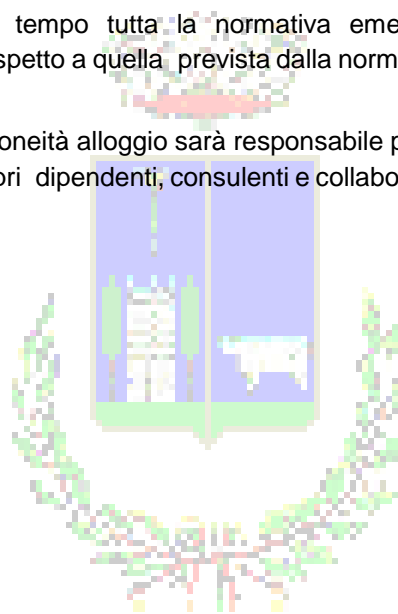 tempo tutta la normativa eme
spetto a quella prevista dalla norm
oneità alloggio sarà responsabile p
ori dipendenti, consulenti e collabo